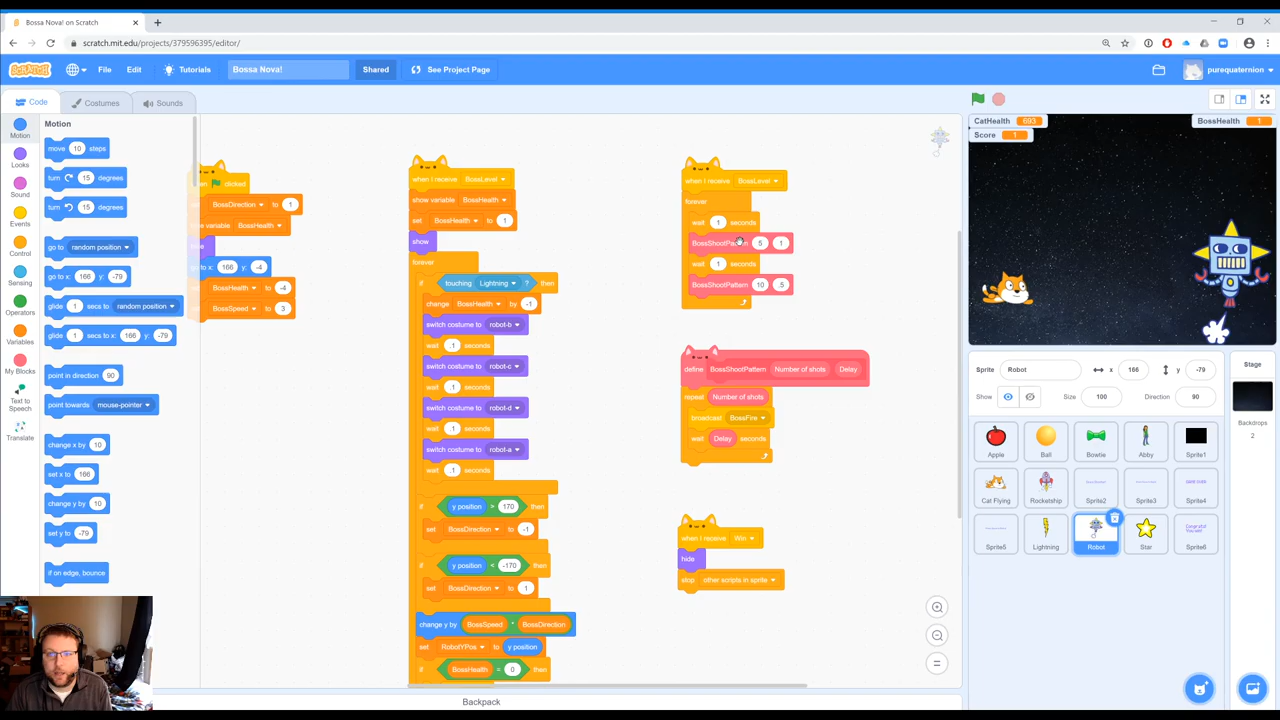 Bossa Nova! on Scratch
scratch.mit.edu/projects/379596395/editor/
SCRATCH File Edit Tutorials Bossa Nova! Shared See Project Page purequaternion
Code Costumes Sounds
Motion
Looks
Sound
Events
Control
Sensing
Operators
Variables
My Blocks
Text to
Speech
Translate
Motion
move 10 steps
turn 15 degrees
turn 15 degrees
go to random position
go to x: 166 y: -79
glide 1 secs to random position
glide 1 secs to x: 166 y: -79
point in direction 90
point towards mouse-pointer
change x by 10
set x to 166
change y by 10
set y to -79
if on edge, bounce
clicked
BossDirection to 1
variable BossHealth
x: 166 y: -4
BossHealth to -4
BossSpeed to 3
when I receive BossLevel
show variable BossHealth
set BossHealth to 1
show
forever
if touching Lightning ? then
change BossHealth by -1
switch costume to robot-b
wait .1 seconds
switch costume to robot-c
wait .1 seconds
switch costume to robot-d
wait .1 seconds
switch costume to robot-a
wait .1 seconds
if y position > 170 then
set BossDirection to -1
if y position < -170 then
set BossDirection to 1
change y by BossSpeed * BossDirection
set RobotYPos to y position
if BossHealth = 0 then
when I receive BossLevel
forever
wait 1 seconds
BossShootPattern 5 1
wait 1 seconds
BossShootPattern 10 .5
define BossShootPattern Number of shots Delay
repeat Number of shots
broadcast BossFire
wait Delay seconds
when I receive Win
hide
stop other scripts in sprite
CatHealth 693
Score 1
BossHealth 1
Sprite Robot x 166 y -79
Show Size 100 Direction 90
Stage
Backdrops
2
Apple Ball Bowtie Abby Sprite1
Cat Flying Rocketship Sprite2 Sprite3 Sprite4
GAME OVER
Sprite5 Lightning Robot Star Sprite6
Backpack